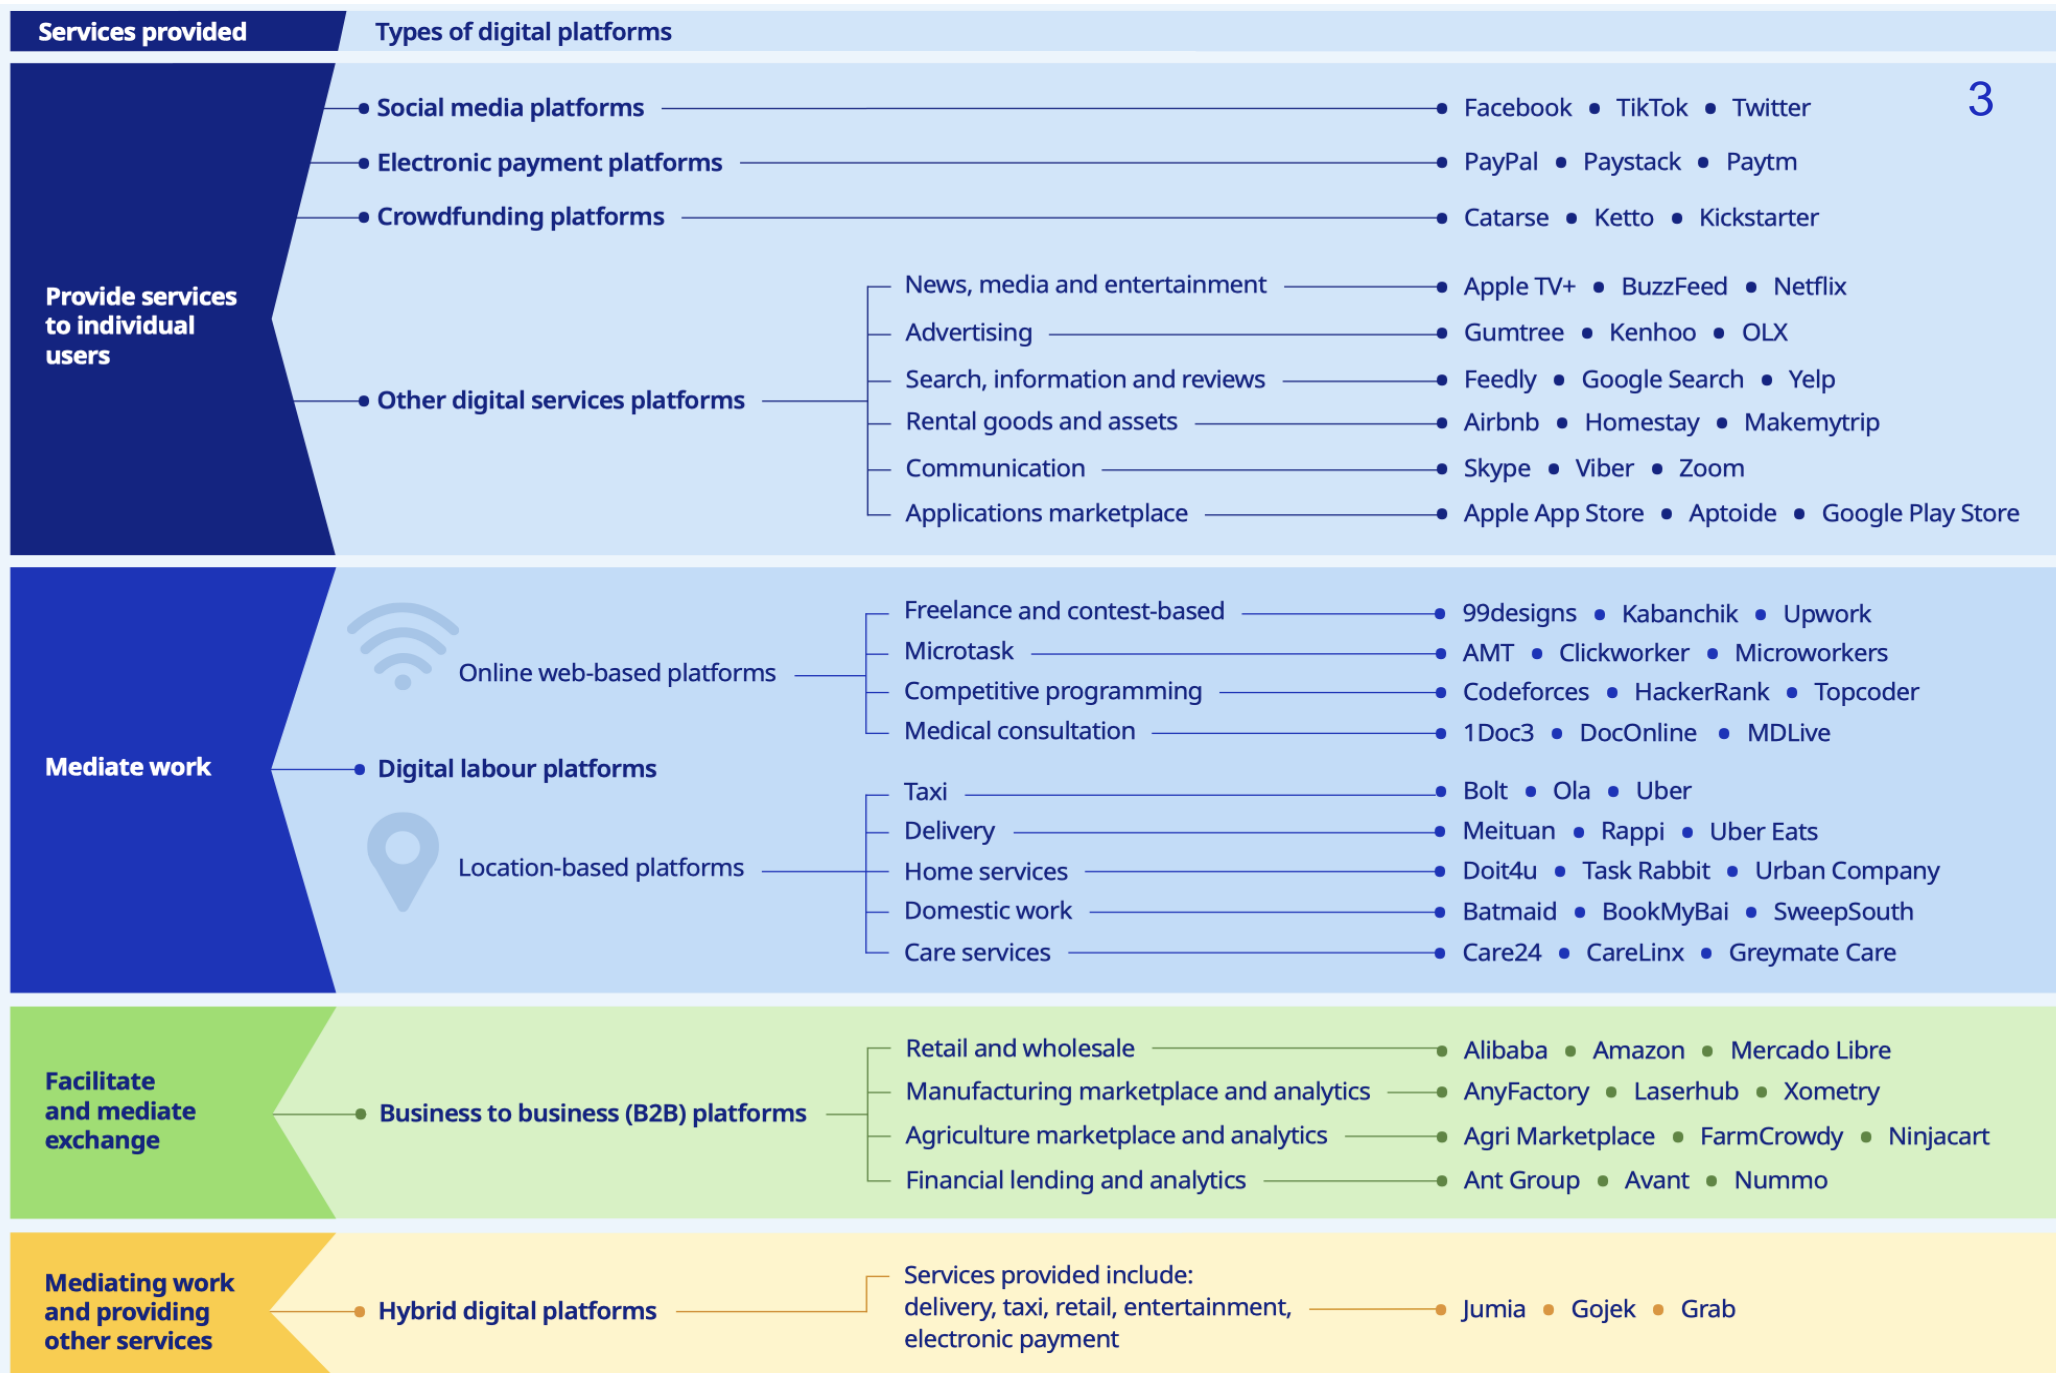 Services provided
Types of digital platforms
3
Provide services
to individual
users
Social media platforms
Facebook • TikTok • Twitter
Electronic payment platforms
PayPal • Paystack • Paytm
Crowdfunding platforms
Catarse • Ketto • Kickstarter
Other digital services platforms
News, media and entertainment
Apple TV+ • BuzzFeed • Netflix
Advertising
Gumtree • Kenhoo • OLX
Search, information and reviews
Feedly • Google Search • Yelp
Rental goods and assets
Airbnb • Homestay • Makemytrip
Communication
Skype • Viber • Zoom
Applications marketplace
Apple App Store • Aptoide • Google Play Store
Mediate work
Digital labour platforms
Online web-based platforms
Freelance and contest-based
99designs • Kabanchik • Upwork
Microtask
AMT • Clickworker • Microworkers
Competitive programming
Codeforces • HackerRank • Topcoder
Medical consultation
1Doc3 • DocOnline • MDLive
Location-based platforms
Taxi
Bolt • Ola • Uber
Delivery
Meituan • Rappi • Uber Eats
Home services
Doit4u • Task Rabbit • Urban Company
Domestic work
Batmaid • BookMyBai • SweepSouth
Care services
Care24 • CareLinx • Greymate Care
Facilitate
and mediate
exchange
Business to business (B2B) platforms
Retail and wholesale
Alibaba • Amazon • Mercado Libre
Manufacturing marketplace and analytics
AnyFactory • Laserhub • Xometry
Agriculture marketplace and analytics
Agri Marketplace • FarmCrowdy • Ninjacart
Financial lending and analytics
Ant Group • Avant • Nummo
Mediating work
and providing
other services
Hybrid digital platforms
Services provided include:
delivery, taxi, retail, entertainment,
electronic payment
Jumia • Gojek • Grab